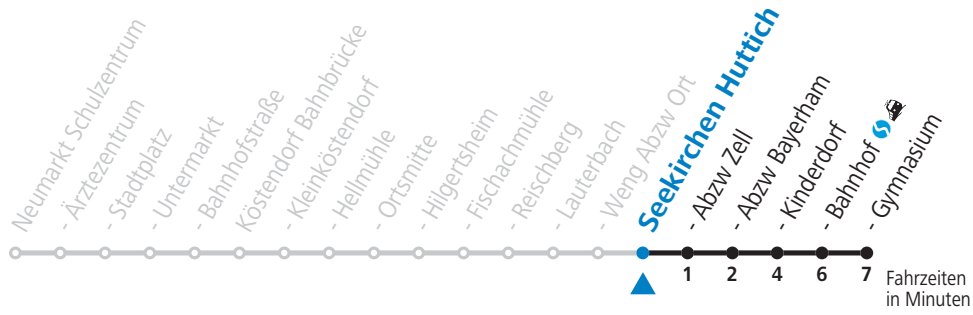 Neumarkt Schulzentrum
- Ärztezentrum
- Stadtplatz
- Untermarkt
- Bahnhofstraße
Köstendorf Bahnbrücke
- Kleinköstendorf
- Hellmühle
Ortsmitte
- Hilgertsheim
- Fischachmühle
- Reischberg
- Lauterbach
- Weng Abzw Ort
Seekirchen Huttich
- Abzw Zell
- Abzw Bayerham
- Kinderdorf
- Bahnhof
- Gymnasium
1 2 4 6 7
Fahrzeiten
in Minuten